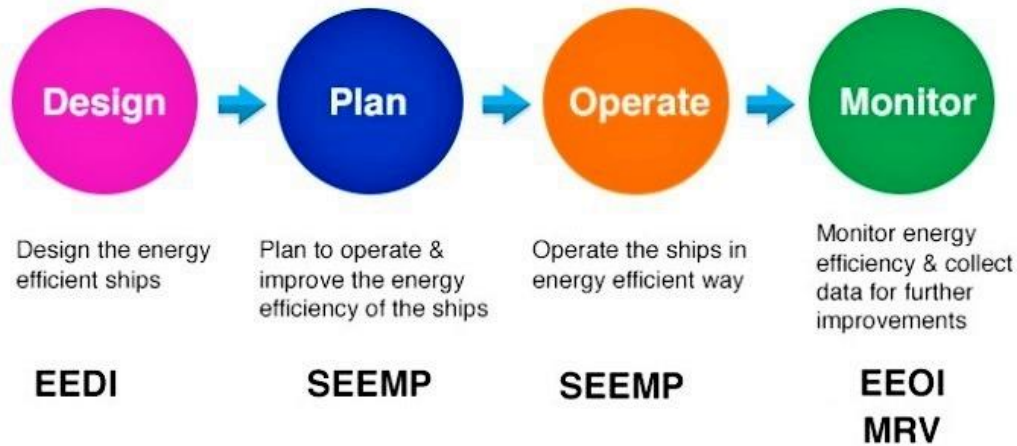 Design
Plan
Operate
Monitor
Design the energy
efficient ships
Plan to operate &
improve the energy
efficiency of the ships
Operate the ships in
energy efficient way
Monitor energy
efficiency & collect
data for further
improvements
EEDI
SEEMP
SEEMP
EEOI
MRV